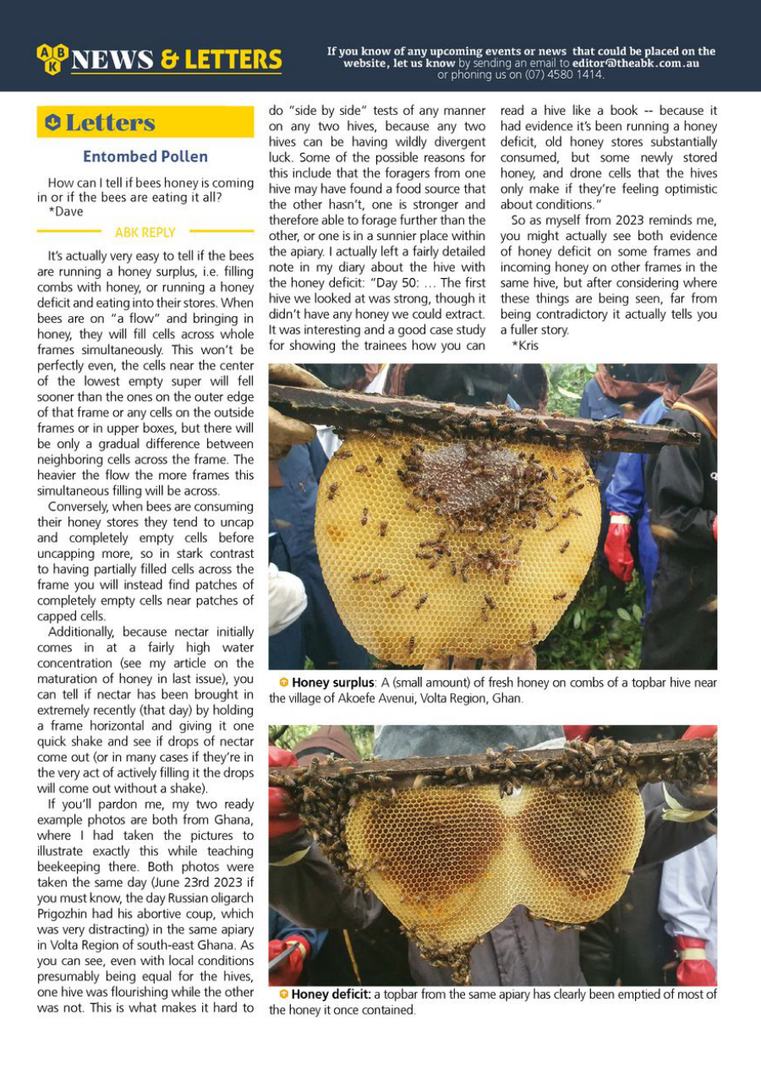 A B K NEWS & LETTERS
If you know of any upcoming events or news that could be placed on the
website, let us know by sending an email to editor@theabk.com.au
or phoning us on (07) 4580 1414.
Letters
Entombed Pollen
How can I tell if bees honey is coming
in or if the bees are eating it all?
*Dave
ABK REPLY
It’s actually very easy to tell if the bees
are running a honey surplus, i.e. filling
combs with honey, or running a honey
deficit and eating into their stores. When
bees are on “a flow” and bringing in
honey, they will fill cells across whole
frames simultaneously. This won’t be
perfectly even, the cells near the center
of the lowest empty super will fell
sooner than the ones on the outer edge
of that frame or any cells on the outside
frames or in upper boxes, but there will
be only a gradual difference between
neighboring cells across the frame. The
heavier the flow the more frames this
simultaneous filling will be across.
Conversely, when bees are consuming
their honey stores they tend to uncap
and completely empty cells before
uncapping more, so in stark contrast
to having partially filled cells across the
frame you will instead find patches of
completely empty cells near patches of
capped cells.
Additionally, because nectar initially
comes in at a fairly high water
concentration (see my article on the
maturation of honey in last issue), you
can tell if nectar has been brought in
extremely recently (that day) by holding
a frame horizontal and giving it one
quick shake and see if drops of nectar
come out (or in many cases if they’re in
the very act of actively filling it the drops
will come out without a shake).
If you’ll pardon me, my two ready
example photos are both from Ghana,
where I had taken the pictures to
illustrate exactly this while teaching
beekeeping there. Both photos were
taken the same day (June 23rd 2023 if
you must know, the day Russian oligarch
Prigozhin had his abortive coup, which
was very distracting) in the same apiary
in Volta Region of south-east Ghana. As
you can see, even with local conditions
presumably being equal for the hives,
one hive was flourishing while the other
was not. This is what makes it hard to
do “side by side” tests of any manner
on any two hives, because any two
hives can be having wildly divergent
luck. Some of the possible reasons for
this include that the foragers from one
hive may have found a food source that
the other hasn’t, one is stronger and
therefore able to forage further than the
other, or one is in a sunnier place within
the apiary. I actually left a fairly detailed
note in my diary about the hive with
the honey deficit: “Day 50: … The first
hive we looked at was strong, though it
didn’t have any honey we could extract.
It was interesting and a good case study
for showing the trainees how you can
read a hive like a book -- because it
had evidence it’s been running a honey
deficit, old honey stores substantially
consumed, but some newly stored
honey, and drone cells that the hives
only make if they’re feeling optimistic
about conditions.”
So as myself from 2023 reminds me,
you might actually see both evidence
of honey deficit on some frames and
incoming honey on other frames in the
same hive, but after considering where
these things are being seen, far from
being contradictory it actually tells you
a fuller story.
*Kris
Honey surplus: A (small amount) of fresh honey on combs of a topbar hive near
the village of Akoefe Avenui, Volta Region, Ghan.
Honey deficit: a topbar from the same apiary has clearly been emptied of most of
the honey it once contained.